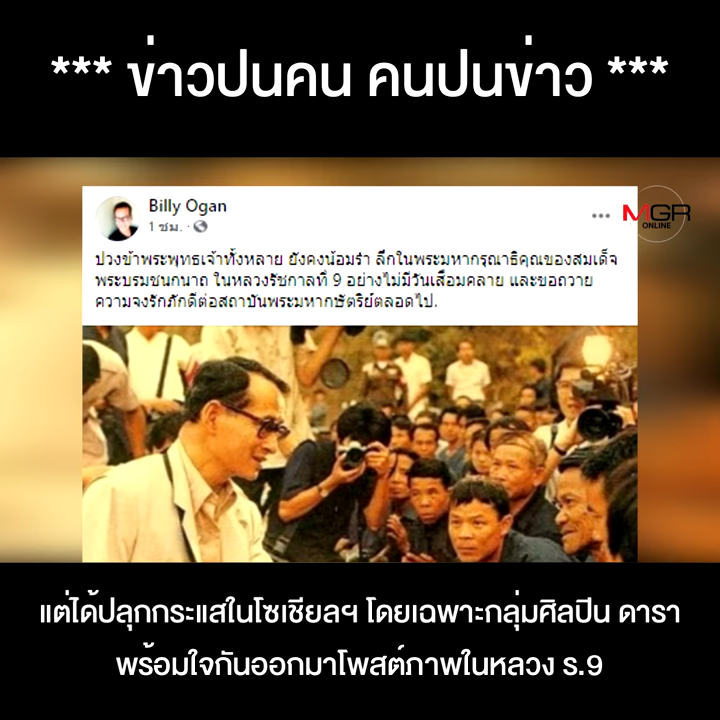 *** ข่าวปนคน คนปนข่าว ***
Billy Ogan
1 ชม. ·
MGR
ONLINE
ปวงข้าพระพุทธเจ้าทั้งหลาย ยังคงน้อมรำ ลึกในพระมหากรุณาธิคุณของสมเด็จ
พระบรมชนกนาถ ในหลวงรัชกาลที่ 9 อย่างไม่มีวันเสื่อมคลาย และขอถวาย
ความจงรักภักดีต่อสถาบันพระมหากษัตริย์ตลอดไป.
แต่ได้ปลุกกระแสในโซเชียลฯ โดยเฉพาะกลุ่มศิลปิน ดารา
พร้อมใจกันออกมาโพสต์ภาพในหลวง ร.9